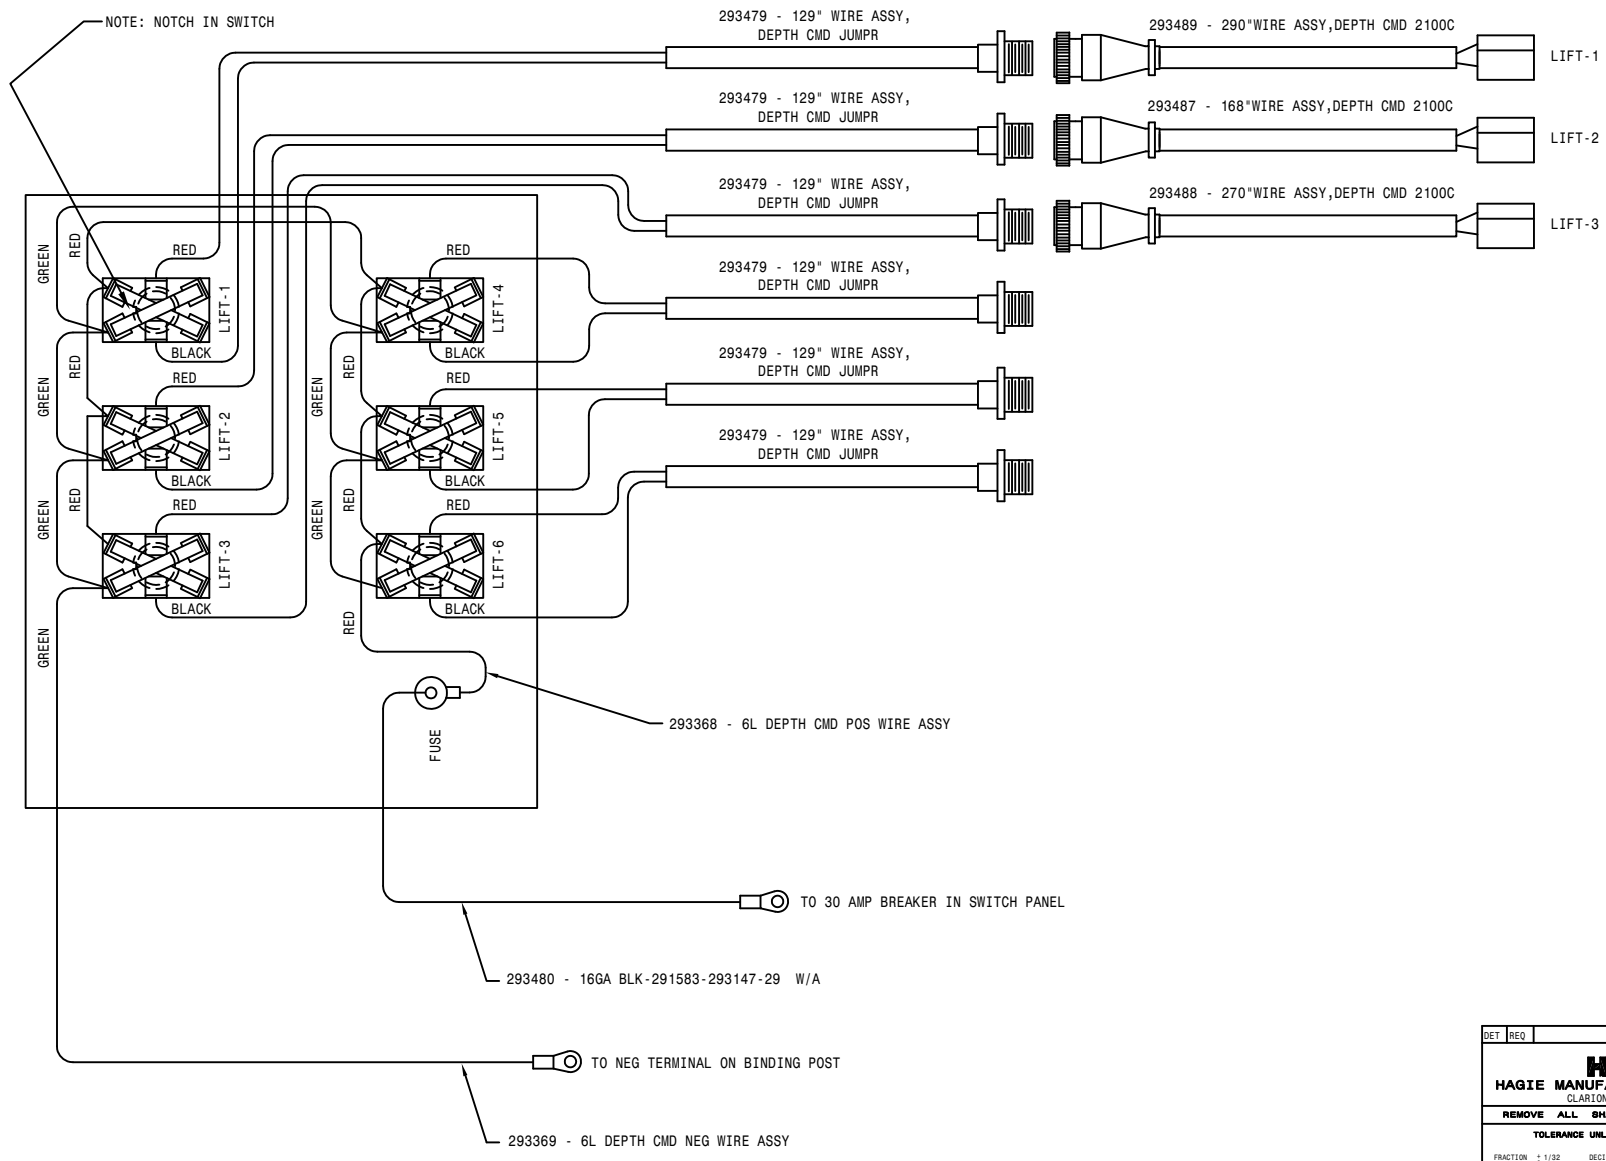 NOTE: NOTCH IN SWITCH
293479 - 129" WIRE ASSY,
DEPTH CMD JUMPR
293489 - 290"WIRE ASSY,DEPTH CMD 2100C
LIFT-1
293479 - 129" WIRE ASSY,
DEPTH CMD JUMPR
293487 - 168"WIRE ASSY,DEPTH CMD 2100C
LIFT-2
293479 - 129" WIRE ASSY,
DEPTH CMD JUMPR
293488 - 270"WIRE ASSY,DEPTH CMD 2100C
LIFT-3
293479 - 129" WIRE ASSY,
DEPTH CMD JUMPR
293479 - 129" WIRE ASSY,
DEPTH CMD JUMPR
293479 - 129" WIRE ASSY,
DEPTH CMD JUMPR
GREEN
RED
RED
LIFT-1
BLACK
RED
LIFT-4
BLACK
GREEN
RED
RED
LIFT-2
BLACK
GREEN
RED
RED
LIFT-5
BLACK
GREEN
RED
RED
LIFT-3
BLACK
GREEN
RED
RED
LIFT-6
BLACK
GREEN
RED
FUSE
293368 - 6L DEPTH CMD POS WIRE ASSY
TO 30 AMP BREAKER IN SWITCH PANEL
293480 - 16GA BLK-291583-293147-29 W/A
TO NEG TERMINAL ON BINDING POST
293369 - 6L DEPTH CMD NEG WIRE ASSY
DET REQ
HAGIE MANUFA
CLARION
REMOVE ALL SH
TOLERANCE UNL
FRACTION ± 1/32 DECI